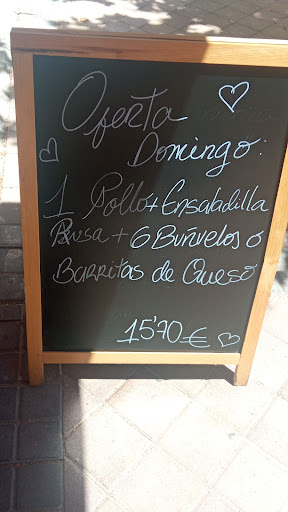 Oferta
Domingo:
1 Pollo + Ensaladilla
Rusa + 6 Buñuelos ó
Barritas de Queso
15'70 €